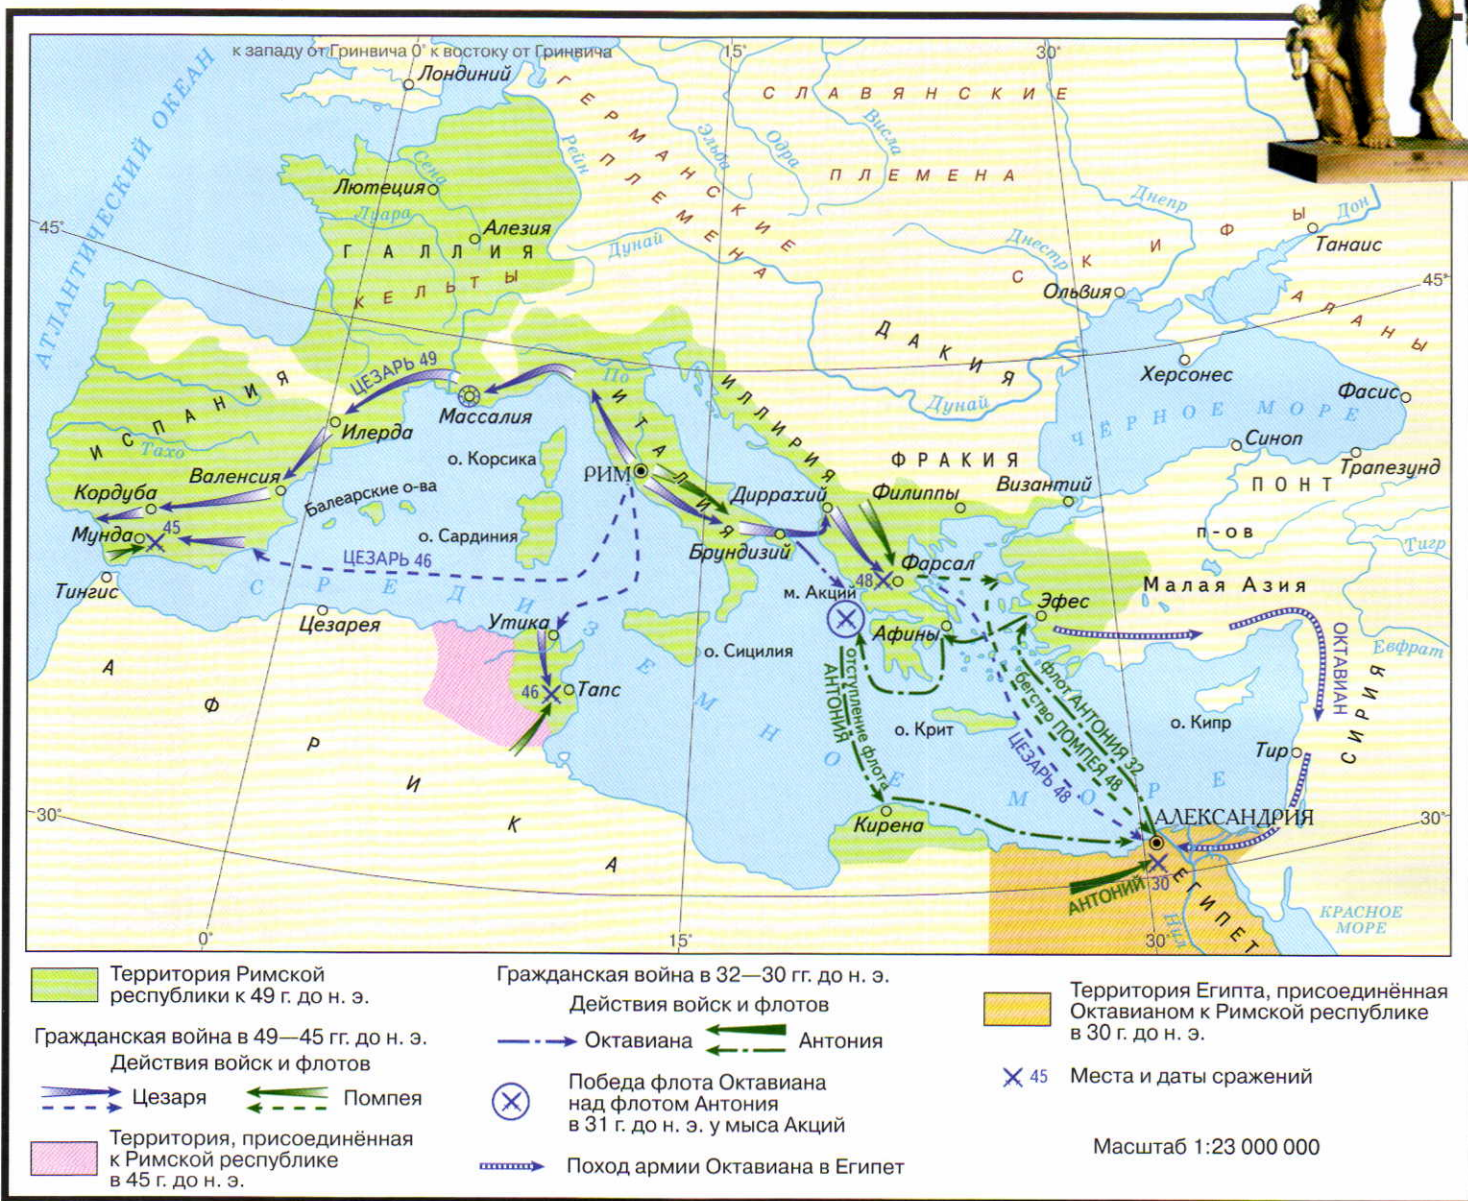 к западу от Гринвича 0° к востоку от Гринвича
15°
30°
Лондиний
АТЛАНТИЧЕСКИЙ ОКЕАН
ГЕРМАНСКИЕ
ПЛЕМЕНА
СЛАВЯНСКИЕ
ПЛЕМЕНА
Рейн
Эльба
Одра
Висла
Днепр
Дон
Сена
Лютеция
Луара
Алезия
ГАЛЛИЯ
КЕЛЬТЫ
Дунай
Днестр
СКИФЫ
Танаис
Ольвия
45°
45°
АЛАНЫ
ДАКИЯ
Херсонес
Фасис
ЦЕЗАРЬ 49
По
Дунай
ЧЕРНОЕ МОРЕ
Массалия
ИСПАНИЯ
Илерда
ИТАЛИЯ
ИЛЛИРИЯ
Синоп
Трапезунд
Тахо
о. Корсика
РИМ
ФРАКИЯ
Византий
ПОНТ
Валенсия
Кордуба
Балеарские о-ва
Диррахий
Филиппы
п-ов
Мунда
45
о. Сардиния
Брундизий
Тигр
ЦЕЗАРЬ 46
48
Фарсал
Малая Азия
Тингис
СРЕДИЗЕМНОЕ МОРЕ
м. Акций
Эфес
Цезарея
Утика
Афины
ОКТАВИАН
о. Сицилия
Евфрат
46
Тапс
отступление флота
АНТОНИЯ
флот АНТОНИЯ 32
бегство ПОМПЕЯ 48
ЦЕЗАРЬ 48
о. Крит
о. Кипр
Тир
СИРИЯ
АФРИКА
30°
30°
Кирена
АЛЕКСАНДРИЯ
АНТОНИЙ
30
ЕГИПЕТ
Нил
КРАСНОЕ
МОРЕ
0°
15°
30°
Территория Римской
республики к 49 г. до н. э.
Гражданская война в 49—45 гг. до н. э.
Действия войск и флотов
Цезаря
Помпея
Территория, присоединённая
к Римской республике
в 45 г. до н. э.
Гражданская война в 32—30 гг. до н. э.
Действия войск и флотов
Октавиана
Антония
Победа флота Октавиана
над флотом Антония
в 31 г. до н. э. у мыса Акций
Поход армии Октавиана в Египет
Территория Египта, присоединённая
Октавианом к Римской республике
в 30 г. до н. э.
45
Места и даты сражений
Масштаб 1:23 000 000